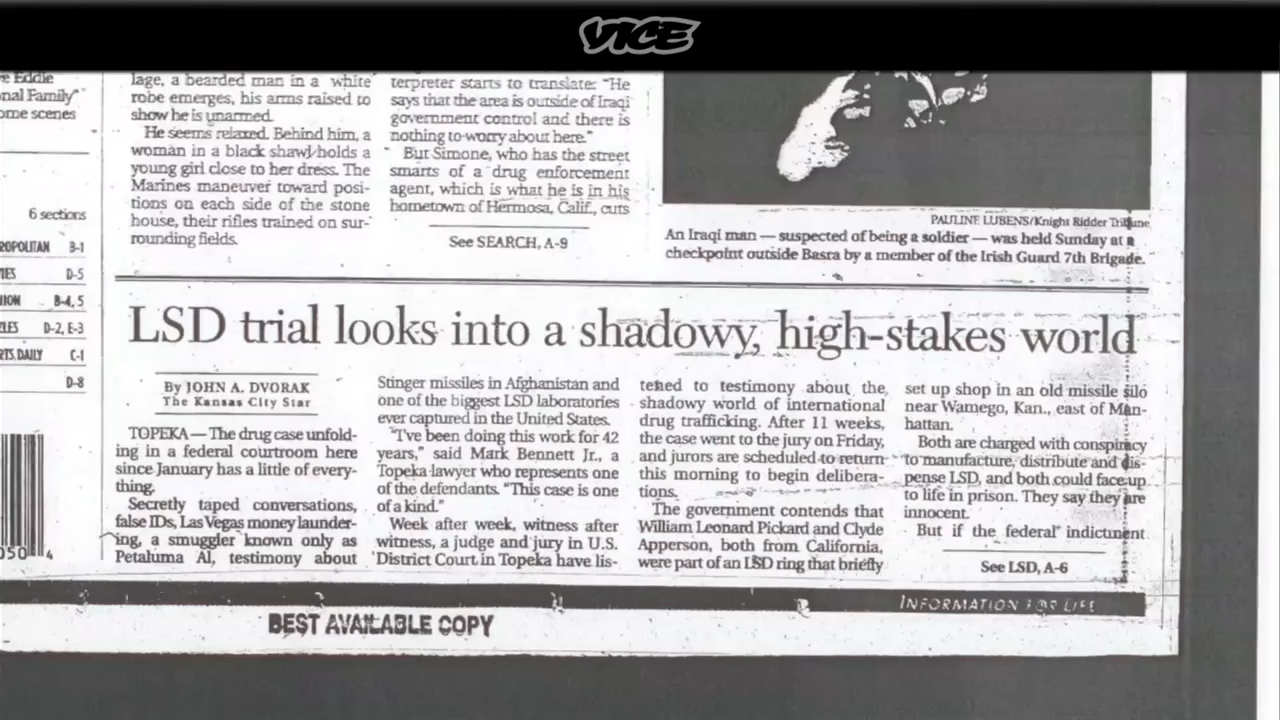 VICE
e Eddie
nal Family"
ome scenes
6 sections
ROPOLITAN B-1
D-5
B-4, 5
D-2, E-3
RTS DAILY C-1
D-8
050 4
lage, a bearded man in a white
robe emerges, his arms raised to
show he is unarmed.
He seems relaxed. Behind him, a
woman in a black shawl holds a
young girl close to her dress. The
Marines maneuver toward posi-
tions on each side of the stone
house, their rifles trained on sur-
rounding fields.
terpreter starts to translate: "He
says that the area is outside of Iraqi
government control and there is
nothing to worry about here."
But Simone, who has the street
smarts of a drug enforcement
agent, which is what he is in his
hometown of Hermosa, Calif., cuts
See SEARCH, A-9
PAULINE LUBENS/Knight Ridder Tribune
An Iraqi man — suspected of being a soldier — was held Sunday at a
checkpoint outside Basra by a member of the Irish Guard 7th Brigade.
LSD trial looks into a shadowy, high-stakes world
By JOHN A. DVORAK
The Kansas City Star
TOPEKA — The drug case unfold-
ing in a federal courtroom here
since January has a little of every-
thing.
Secretly taped conversations,
false IDs, Las Vegas money launder-
ing, a smuggler known only as
Petaluma Al, testimony about
Stinger missiles in Afghanistan and
one of the biggest LSD laboratories
ever captured in the United States.
"I've been doing this work for 42
years," said Mark Bennett Jr., a
Topeka lawyer who represents one
of the defendants. "This case is one
of a kind."
Week after week, witness after
witness, a judge and jury in U.S.
District Court in Topeka have lis-
tened to testimony about the
shadowy world of international
drug trafficking. After 11 weeks,
the case went to the jury on Friday,
and jurors are scheduled to return
this morning to begin delibera-
tions.
The government contends that
William Leonard Pickard and Clyde
Apperson, both from California,
were part of an LSD ring that briefly
set up shop in an old missile silo
near Wamego, Kan., east of Man-
hattan.
Both are charged with conspiracy
to manufacture, distribute and dis-
pense LSD, and both could face up
to life in prison. They say they are
innocent.
But if the federal indictment
See LSD, A-6
INFORMATION FOR LIFE
BEST AVAILABLE COPY